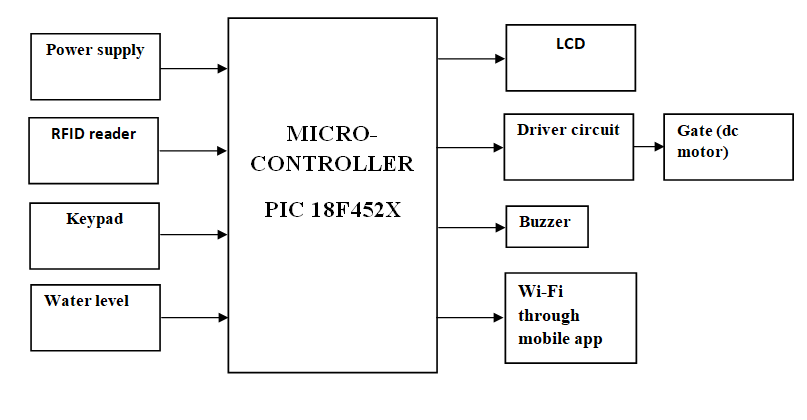 Power supply
RFID reader
Keypad
Water level
MICRO-
CONTROLLER
PIC 18F452X
LCD
Driver circuit
Gate (dc
motor)
Buzzer
Wi-Fi
through
mobile app